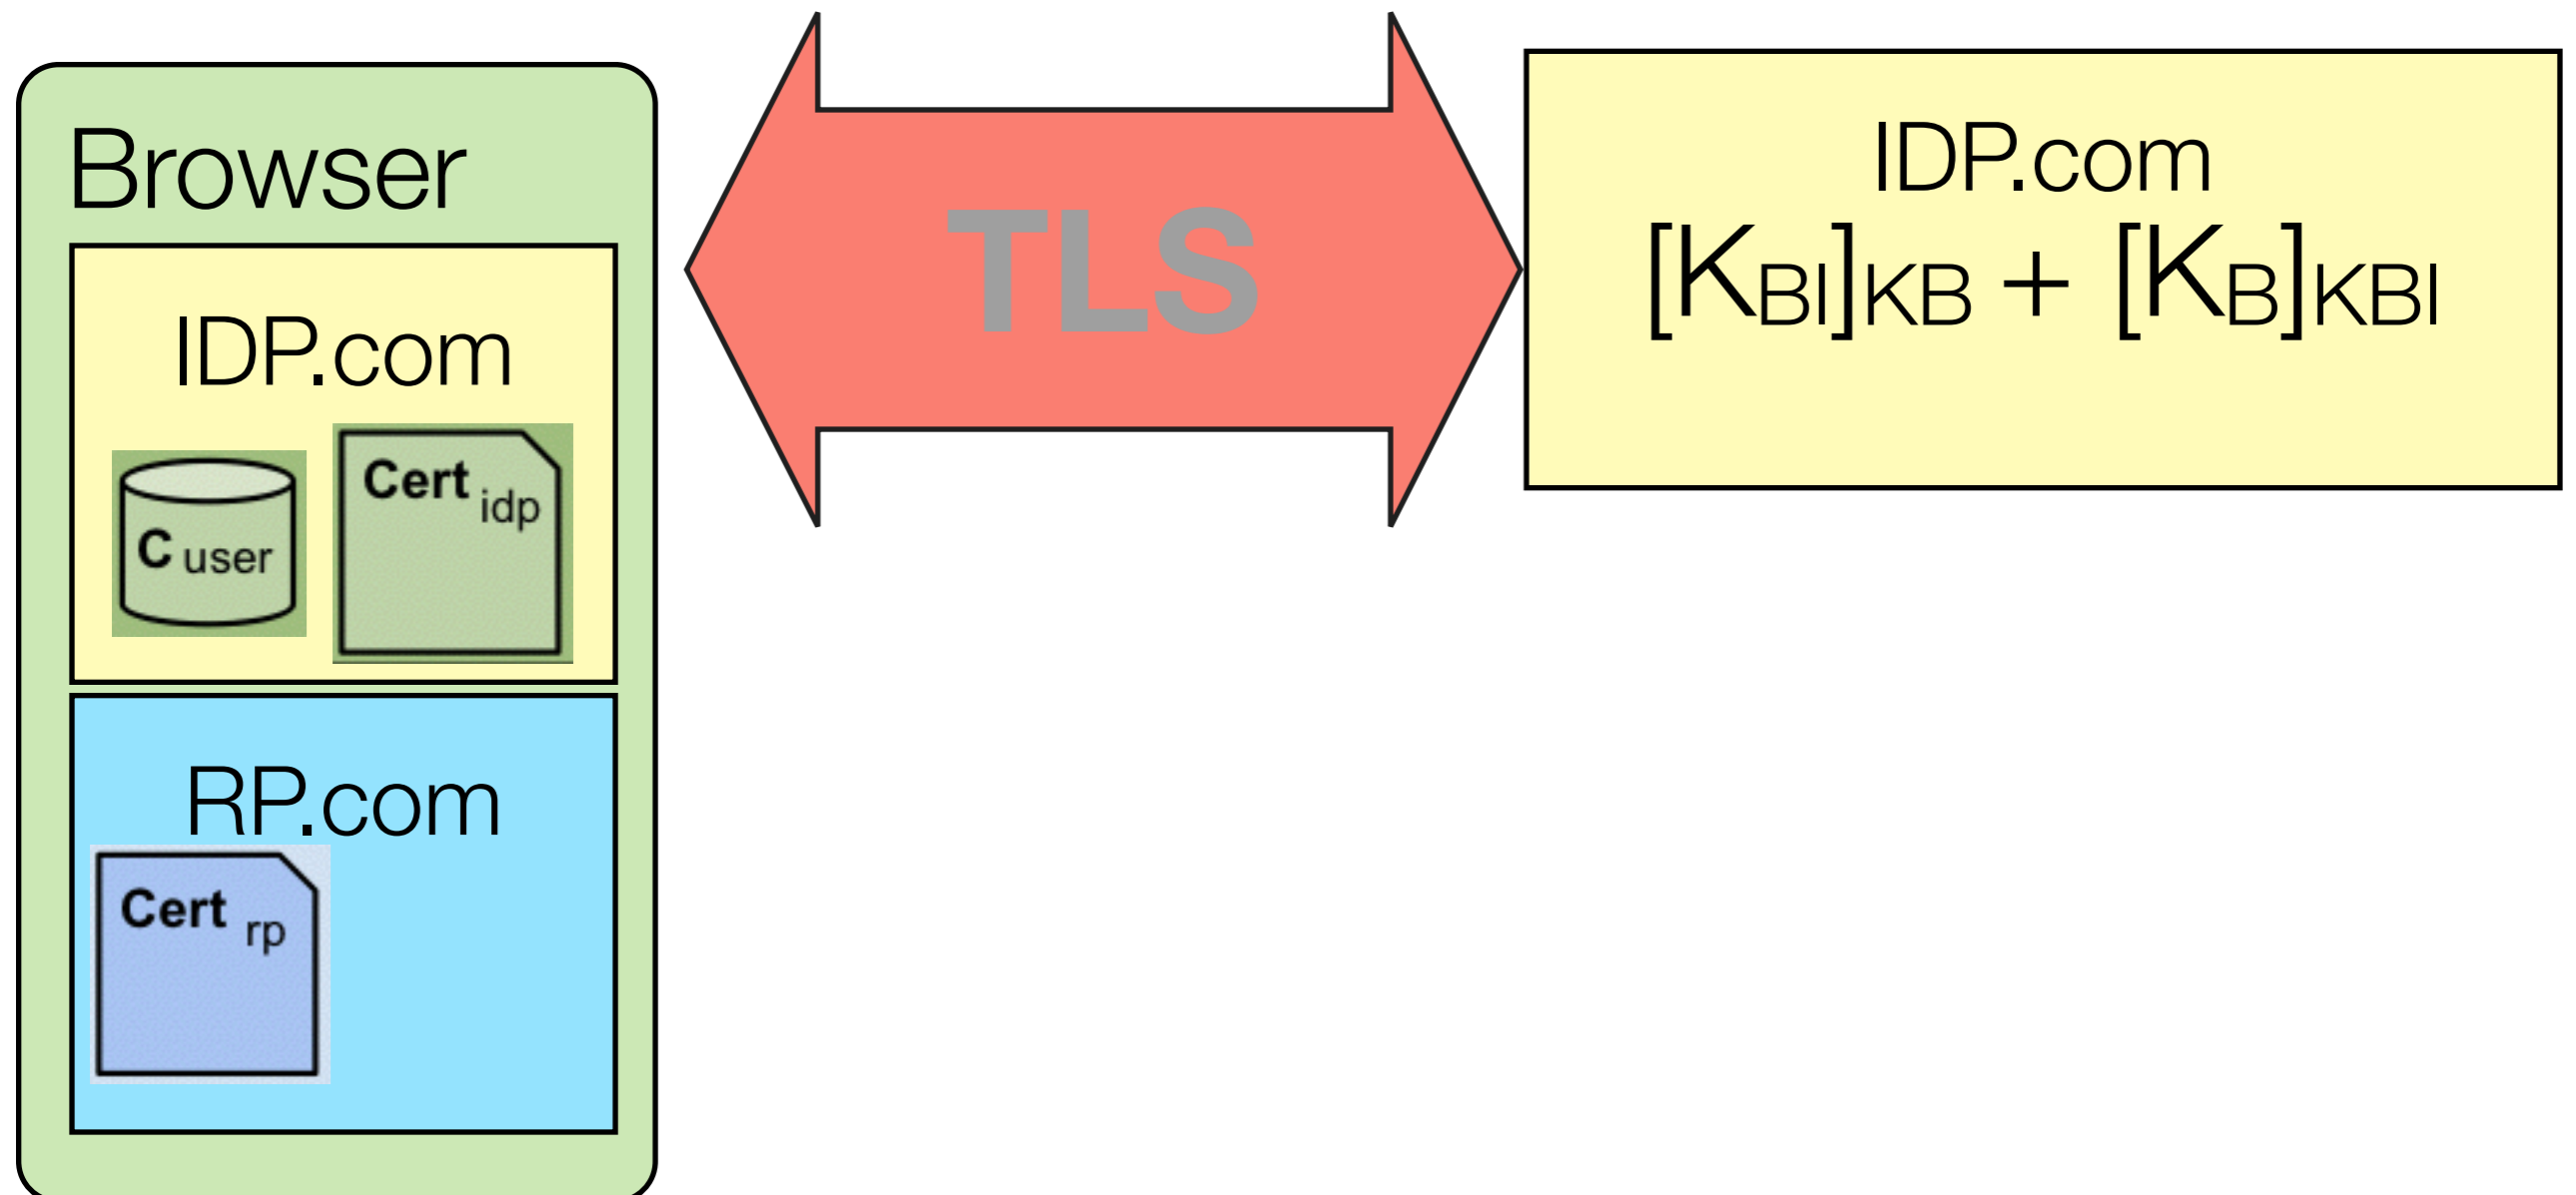 Browser
IDP.com
C user
Cert idp
RP.com
Cert rp
TLS
IDP.com
[KBI]KB + [KB]KBI